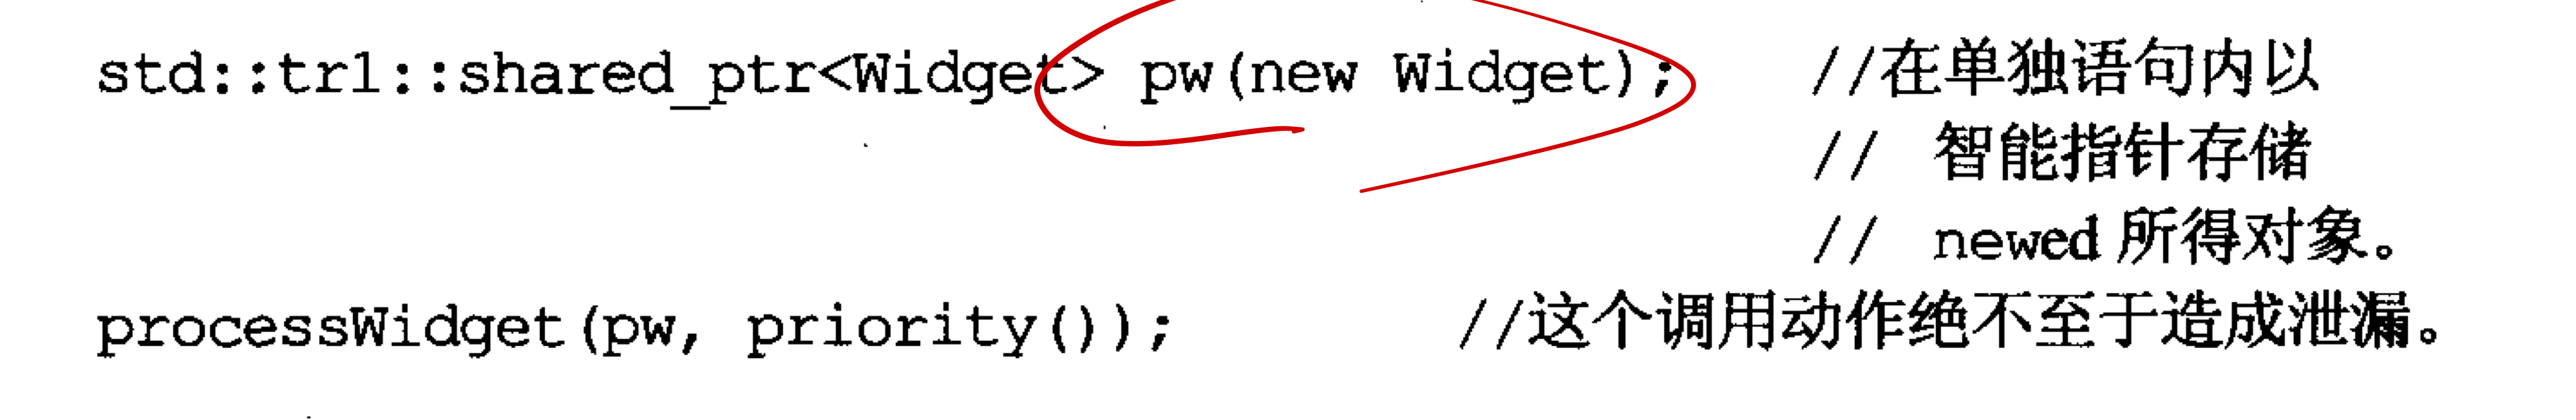 std::tr1::shared_ptr<Widget> pw(new Widget); //在单独语句内以
// 智能指针存储
// newed 所得对象。
processWidget(pw, priority()); //这个调用动作绝不至于造成泄漏。